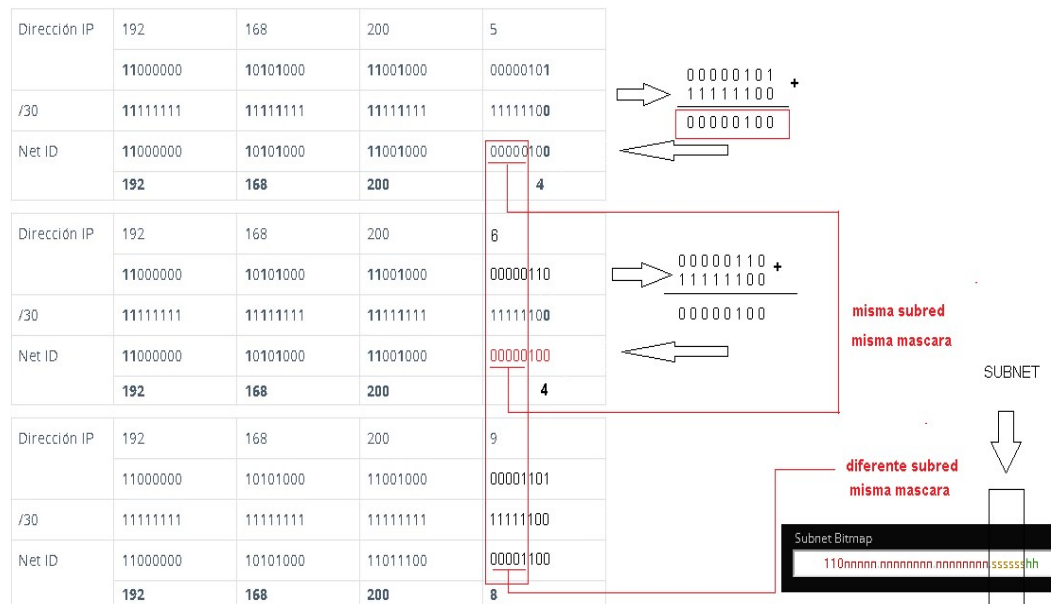 Dirección IP 192 168 200 5
11000000 10101000 11001000 00000101
/30 11111111 11111111 11111111 11111100
Net ID 11000000 10101000 11001000 00000100
192 168 200 4
00000101 +
11111100
00000100
Dirección IP 192 168 200 6
11000000 10101000 11001000 00000110
/30 11111111 11111111 11111111 11111100
Net ID 11000000 10101000 11001000 00000100
192 168 200 4
00000110 +
11111100
00000100
misma subred
misma mascara
SUBNET
Dirección IP 192 168 200 9
11000000 10101000 11001000 00001101
/30 11111111 11111111 11111111 11111100
Net ID 11000000 10101000 11011100 00001100
192 168 200 8
diferente subred
misma mascara
Subnet Bitmap
110nnnnn.nnnnnnnn.nnnnnnnn.sssssshh